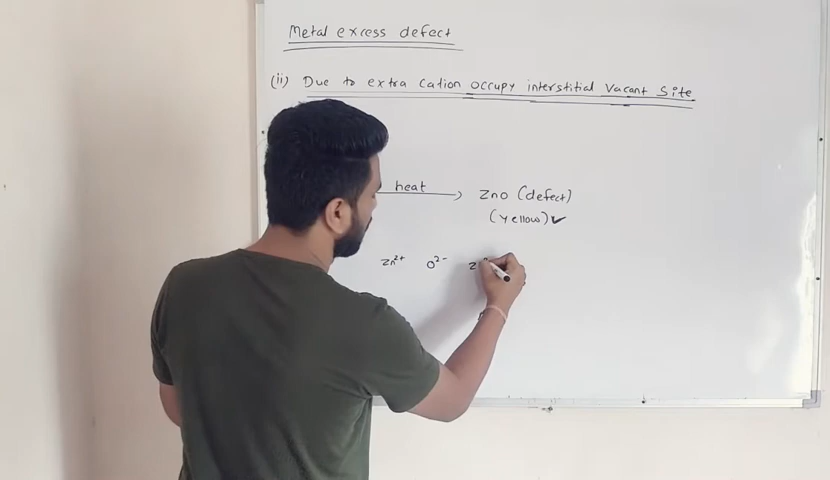 Metal excess defect
(ii) Due to extra Cation occupy interstitial Vacant Site
heat ZnO (defect)
(yellow) ✓
Zn²⁺ O²⁻